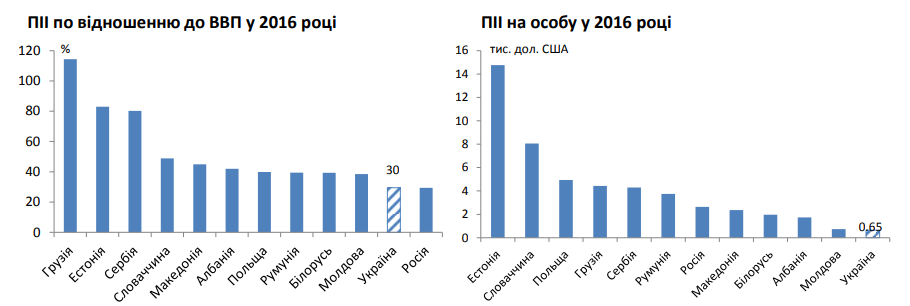 ПІІ по відношенню до ВВП у 2016 році
%
120
100
80
60
40
20
0
30
Грузія
Естонія
Сербія
Словаччина
Македонія
Албанія
Польща
Румунія
Білорусь
Молдова
Україна
Росія
ПІІ на особу у 2016 році
тис. дол. США
16
14
12
10
8
6
4
2
0
0,65
Естонія
Словаччина
Польща
Грузія
Сербія
Румунія
Росія
Македонія
Білорусь
Албанія
Молдова
Україна